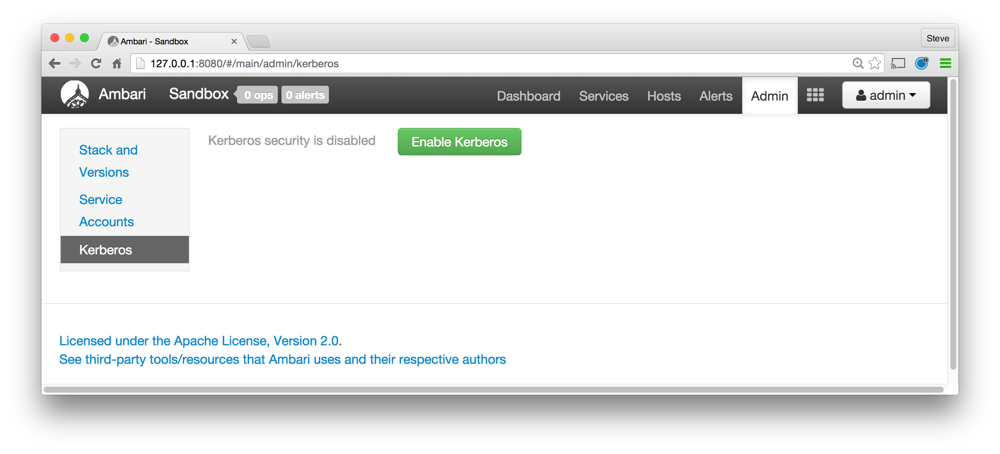 Ambari - Sandbox
Steve
127.0.0.1:8080/#/main/admin/kerberos
Ambari Sandbox 0 ops 0 alerts Dashboard Services Hosts Alerts Admin admin
Stack and
Versions
Service
Accounts
Kerberos
Kerberos security is disabled Enable Kerberos
Licensed under the Apache License, Version 2.0.
See third-party tools/resources that Ambari uses and their respective authors